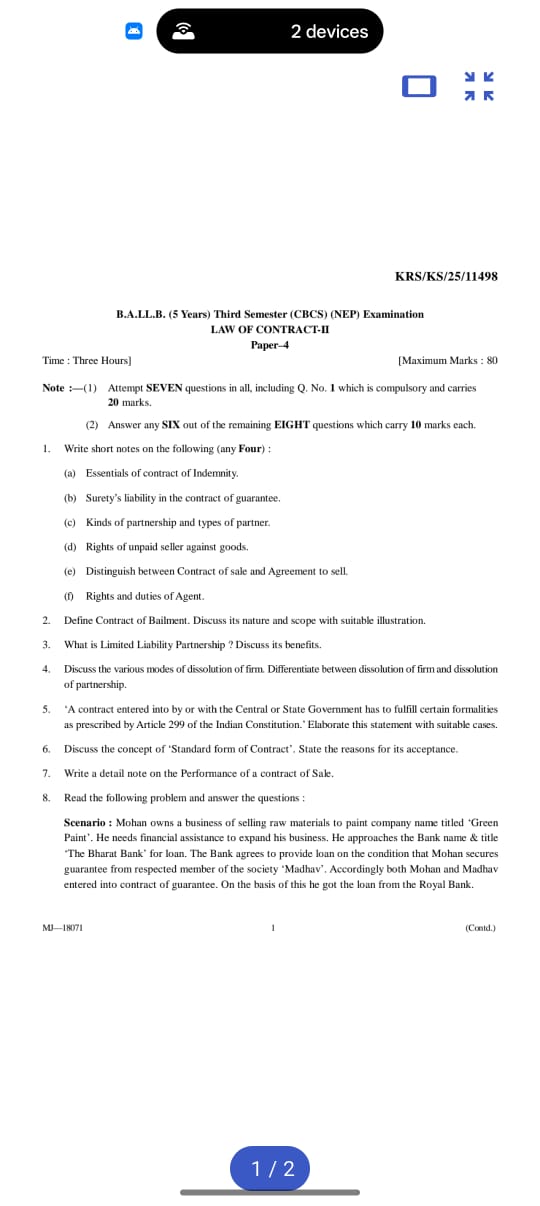 2 devices
KRS/KS/25/11498
B.A.LL.B. (5 Years) Third Semester (CBCS) (NEP) Examination
LAW OF CONTRACT-II
Paper–4
Time : Three Hours] [Maximum Marks : 80
Note :—(1) Attempt SEVEN questions in all, including Q. No. 1 which is compulsory and carries
20 marks.
(2) Answer any SIX out of the remaining EIGHT questions which carry 10 marks each.
1. Write short notes on the following (any Four) :
(a) Essentials of contract of Indemnity.
(b) Surety's liability in the contract of guarantee.
(c) Kinds of partnership and types of partner.
(d) Rights of unpaid seller against goods.
(e) Distinguish between Contract of sale and Agreement to sell.
(f) Rights and duties of Agent.
2. Define Contract of Bailment. Discuss its nature and scope with suitable illustration.
3. What is Limited Liability Partnership ? Discuss its benefits.
4. Discuss the various modes of dissolution of firm. Differentiate between dissolution of firm and dissolution
of partnership.
5. 'A contract entered into by or with the Central or State Government has to fulfill certain formalities
as prescribed by Article 299 of the Indian Constitution.' Elaborate this statement with suitable cases.
6. Discuss the concept of 'Standard form of Contract'. State the reasons for its acceptance.
7. Write a detail note on the Performance of a contract of Sale.
8. Read the following problem and answer the questions :
Scenario : Mohan owns a business of selling raw materials to paint company name titled 'Green
Paint'. He needs financial assistance to expand his business. He approaches the Bank name & title
'The Bharat Bank' for loan. The Bank agrees to provide loan on the condition that Mohan secures
guarantee from respected member of the society 'Madhav'. Accordingly both Mohan and Madhav
entered into contract of guarantee. On the basis of this he got the loan from the Royal Bank.
MJ—18071 1 (Contd.)
1 / 2